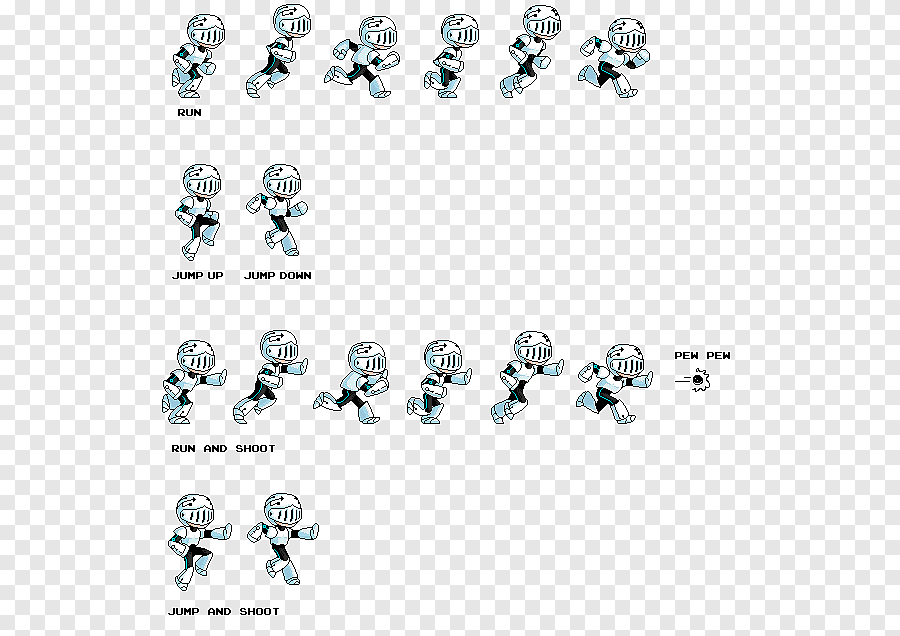 RUN
JUMP UP JUMP DOWN
PEW PEW
RUN AND SHOOT
JUMP AND SHOOT